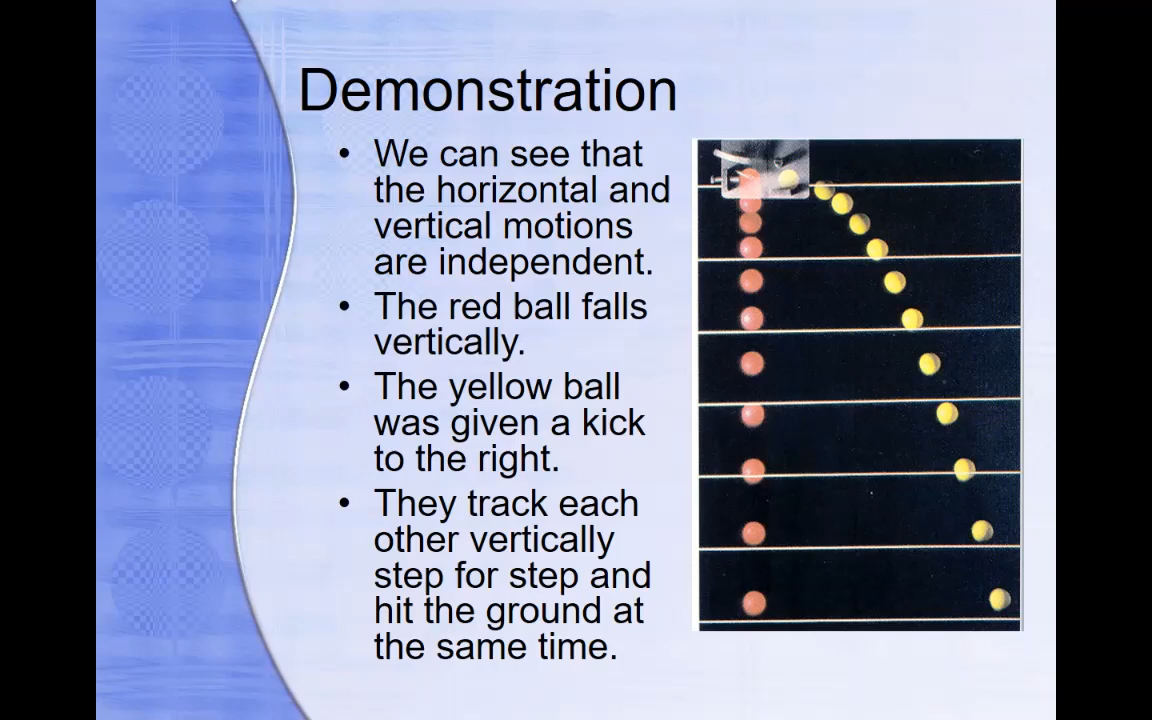 Demonstration
• We can see that
the horizontal and
vertical motions
are independent.
• The red ball falls
vertically.
• The yellow ball
was given a kick
to the right.
• They track each
other vertically
step for step and
hit the ground at
the same time.